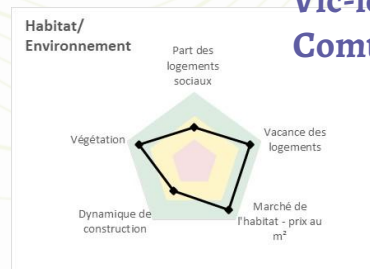 Vic-le
Comt
Habitat/
Environnement
Part des
logements
sociaux
Végétation
Vacance des
logements
Dynamique de
construction
Marché de
l'habitat - prix au
m²